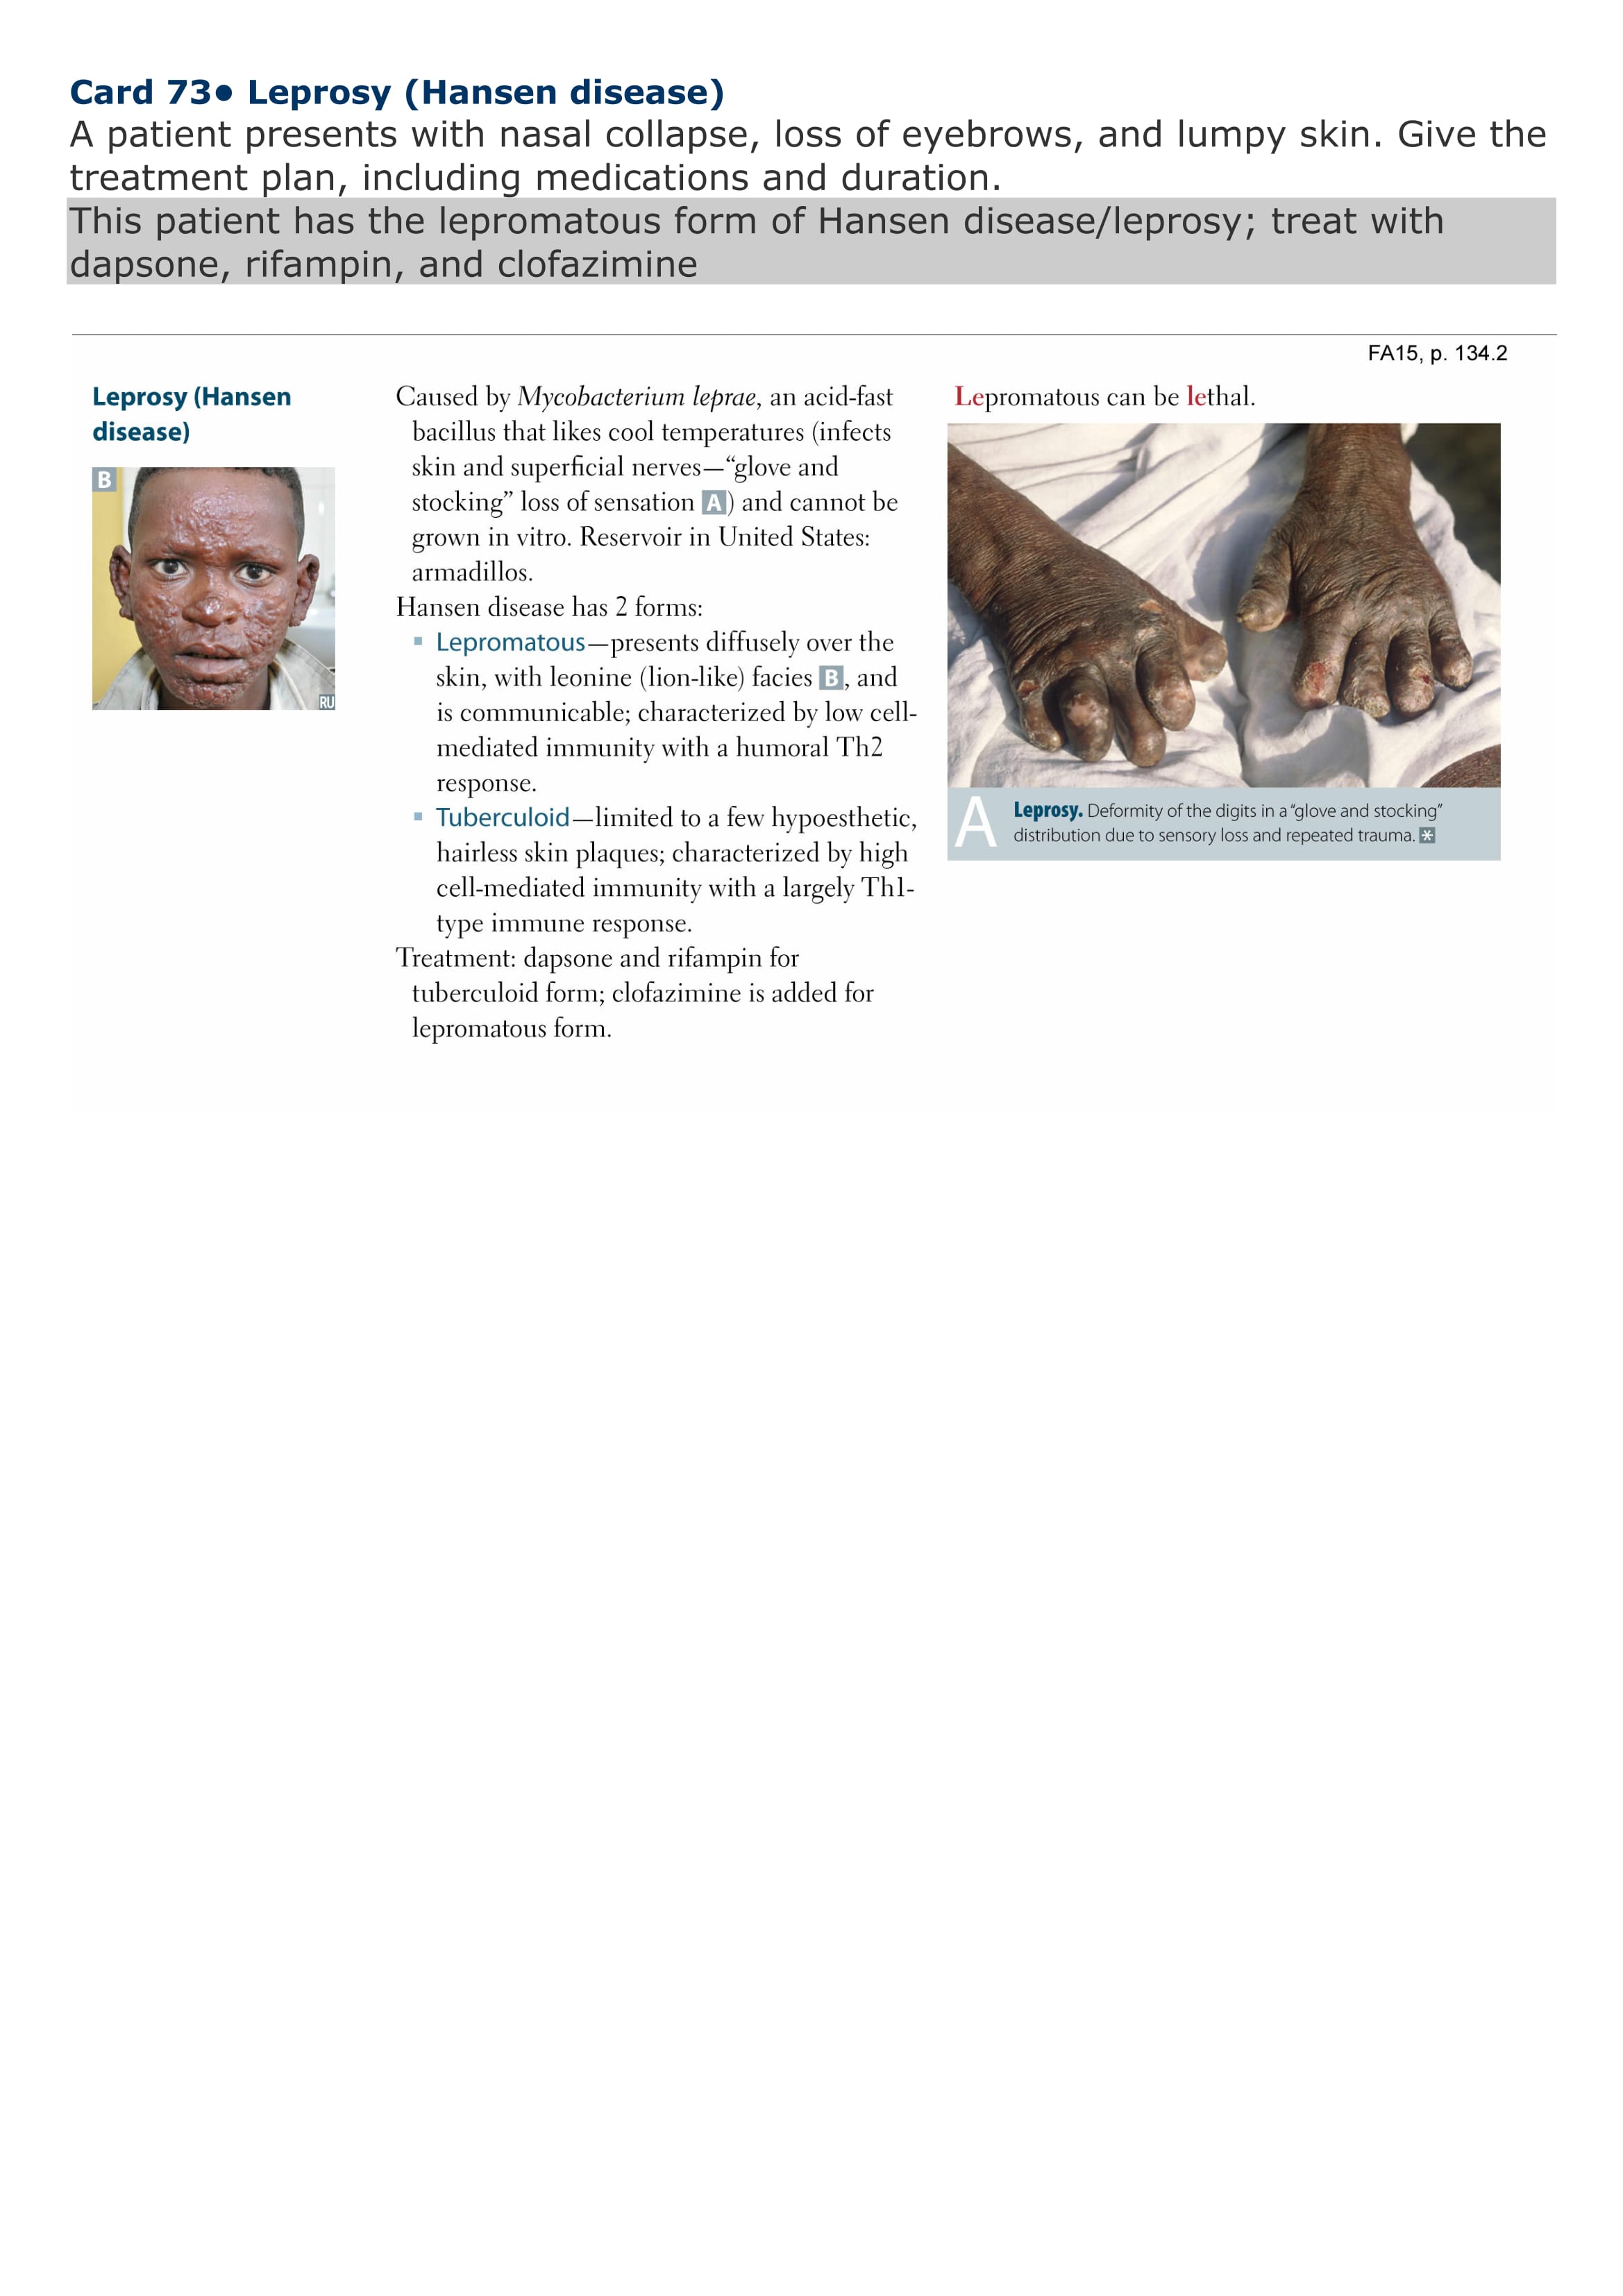 Card 73• Leprosy (Hansen disease)
A patient presents with nasal collapse, loss of eyebrows, and lumpy skin. Give the
treatment plan, including medications and duration.
This patient has the lepromatous form of Hansen disease/leprosy; treat with
dapsone, rifampin, and clofazimine
FA15, p. 134.2
Leprosy (Hansen
disease)
B
RU
Caused by Mycobacterium leprae, an acid-fast
bacillus that likes cool temperatures (infects
skin and superficial nerves—“glove and
stocking” loss of sensation A) and cannot be
grown in vitro. Reservoir in United States:
armadillos.
Hansen disease has 2 forms:
▪ Lepromatous—presents diffusely over the
skin, with leonine (lion-like) facies B, and
is communicable; characterized by low cell-
mediated immunity with a humoral Th2
response.
▪ Tuberculoid—limited to a few hypoesthetic,
hairless skin plaques; characterized by high
cell-mediated immunity with a largely Th1-
type immune response.
Treatment: dapsone and rifampin for
tuberculoid form; clofazimine is added for
lepromatous form.
Lepromatous can be lethal.
A
Leprosy. Deformity of the digits in a “glove and stocking”
distribution due to sensory loss and repeated trauma. *